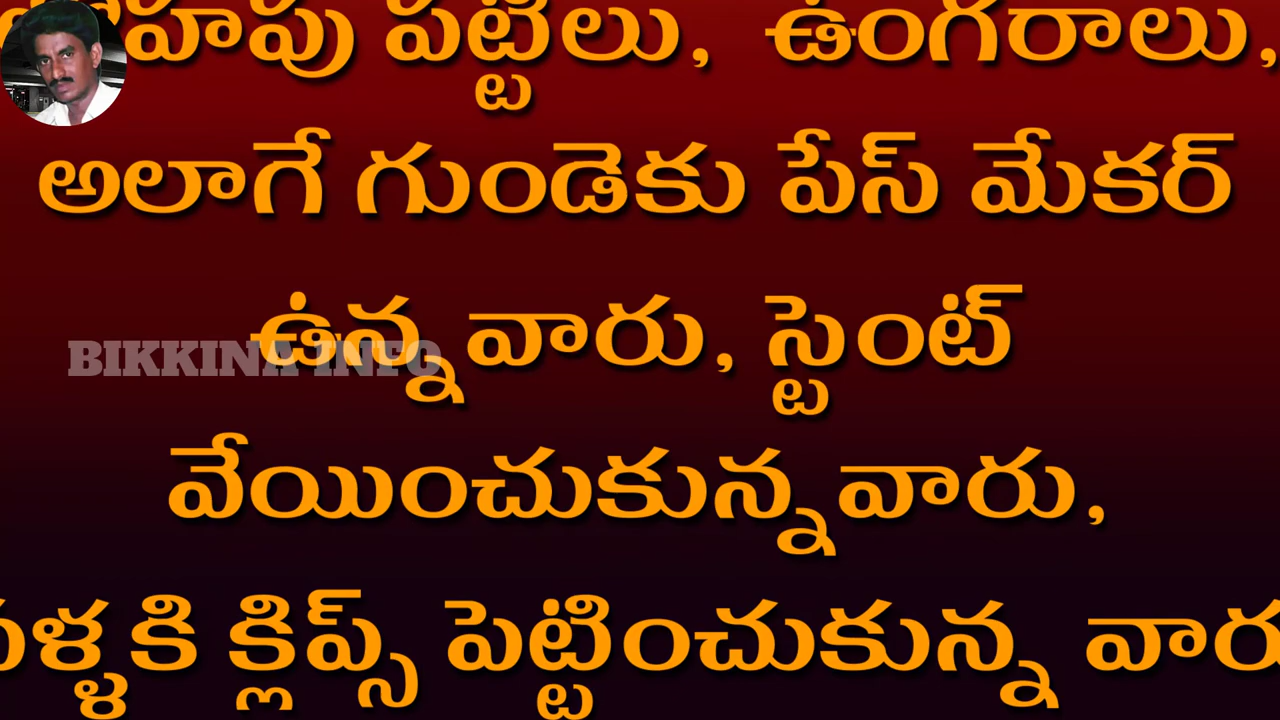 పట్టీలు, ఉంగరాలు,
అలాగే గుండెకు పేస్ మేకర్
ఉన్నవారు, స్టెంట్
BIKKINA INFO
వేయించుకున్నవారు,
క్లిప్స్ పెట్టించుకున్న